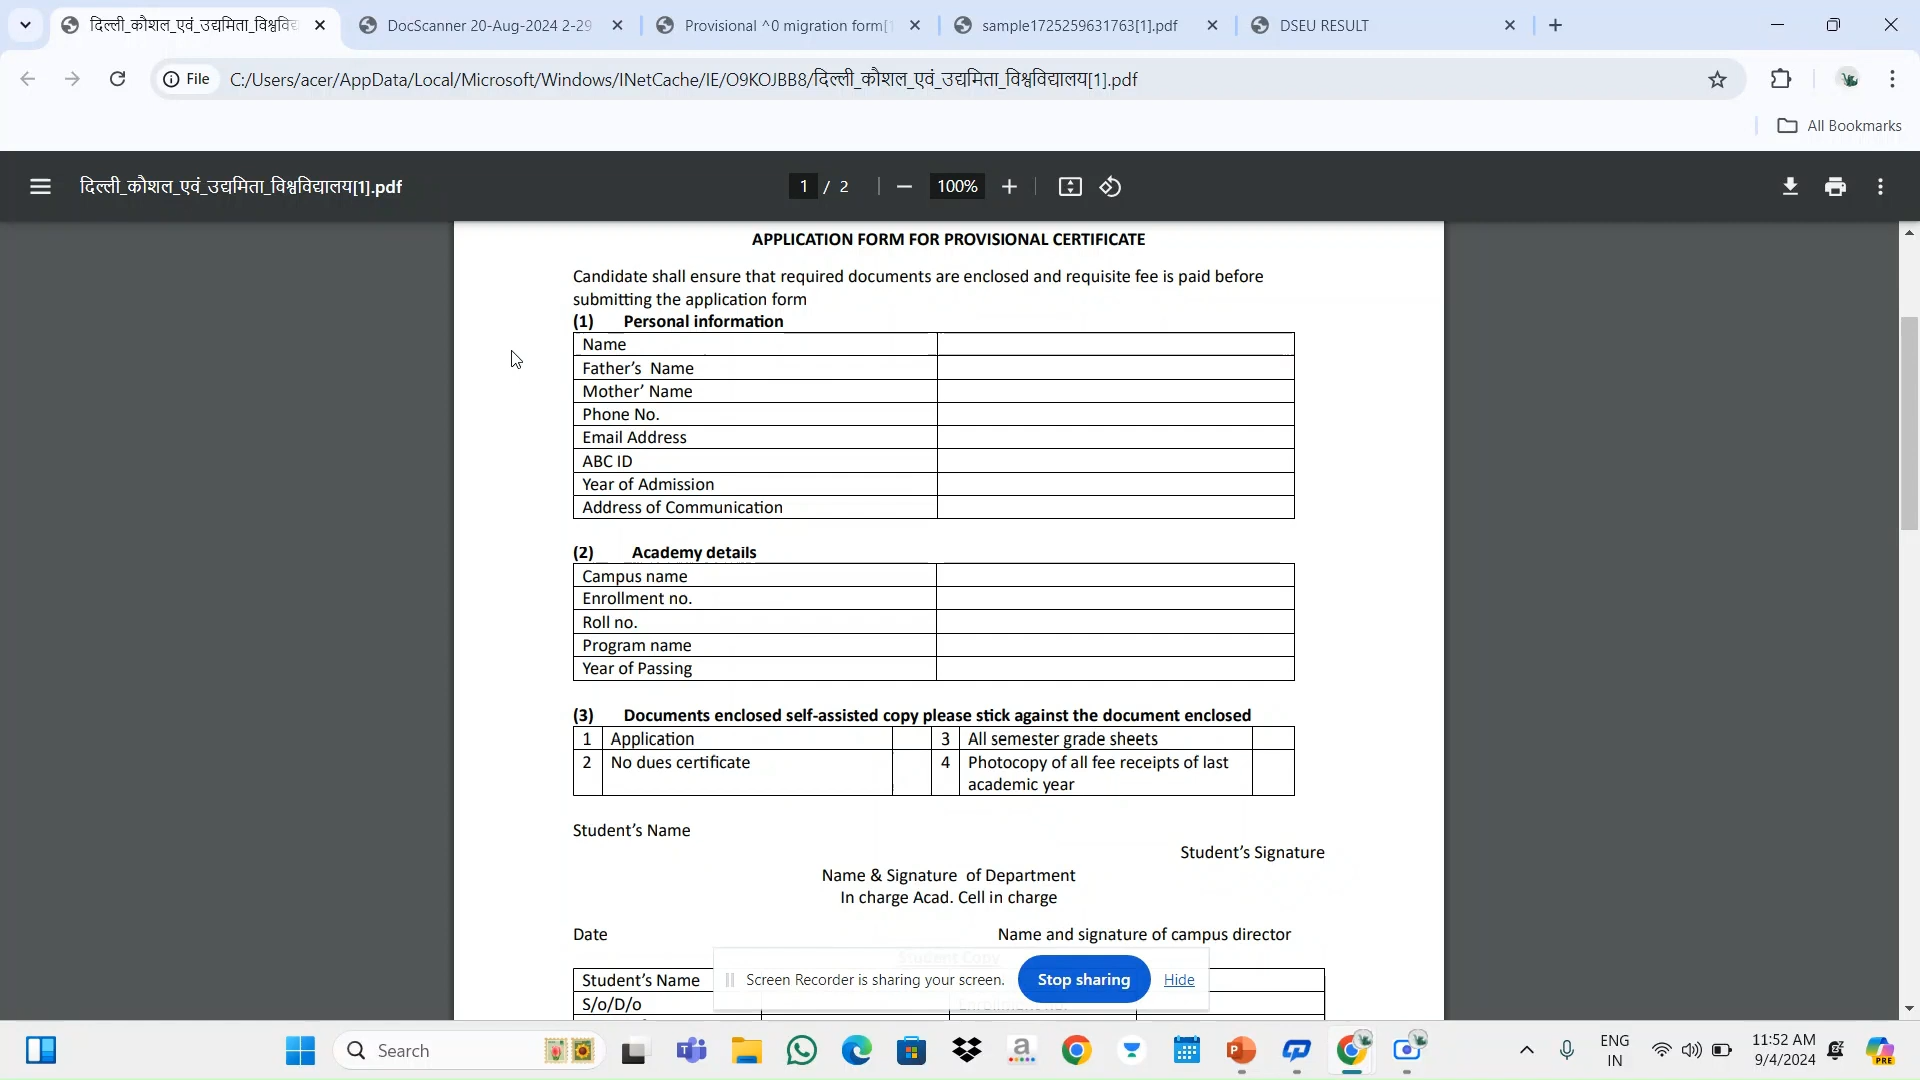 दिल्ली_कौशल_एवं_उद्यमिता_विश्ववि
DocScanner 20-Aug-2024 2-29
Provisional ^0 migration form[
sample1725259631763[1].pdf
DSEU RESULT
File
C:/Users/acer/AppData/Local/Microsoft/Windows/INetCache/IE/O9KOJBB8/दिल्ली_कौशल_एवं_उद्यमिता_विश्वविद्यालय[1].pdf
All Bookmarks
दिल्ली_कौशल_एवं_उद्यमिता_विश्वविद्यालय[1].pdf
1 / 2
100%
APPLICATION FORM FOR PROVISIONAL CERTIFICATE
Candidate shall ensure that required documents are enclosed and requisite fee is paid before
submitting the application form
(1) Personal information
Name
Father’s Name
Mother’ Name
Phone No.
Email Address
ABC ID
Year of Admission
Address of Communication
(2) Academy details
Campus name
Enrollment no.
Roll no.
Program name
Year of Passing
(3) Documents enclosed self-assisted copy please stick against the document enclosed
1 Application 3 All semester grade sheets
2 No dues certificate 4 Photocopy of all fee receipts of last
academic year
Student’s Name
Student’s Signature
Name & Signature of Department
In charge Acad. Cell in charge
Date Name and signature of campus director
Student Copy
Student’s Name
Screen Recorder is sharing your screen. Stop sharing Hide
S/o/D/o
Search
ENG
IN
11:52 AM
9/4/2024
PRE